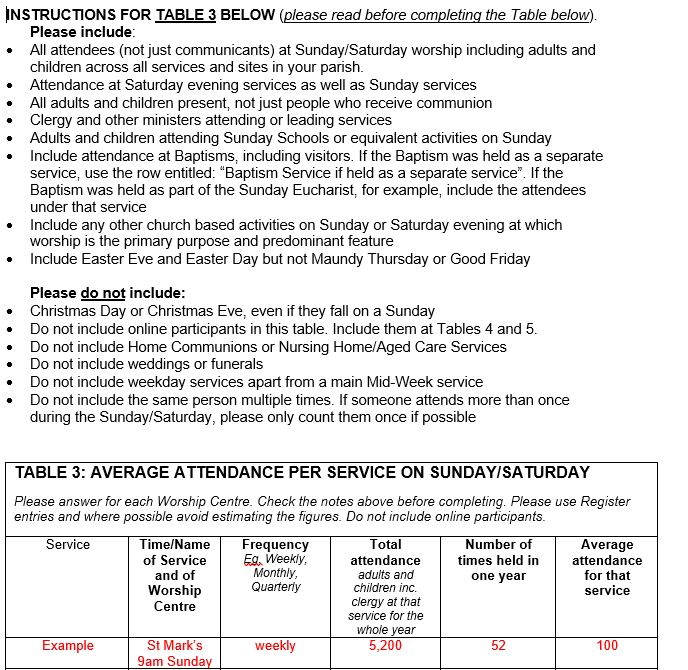 INSTRUCTIONS FOR TABLE 3 BELOW (please read before completing the Table below).
Please include:
• All attendees (not just communicants) at Sunday/Saturday worship including adults and
children across all services and sites in your parish.
• Attendance at Saturday evening services as well as Sunday services
• All adults and children present, not just people who receive communion
• Clergy and other ministers attending or leading services
• Adults and children attending Sunday Schools or equivalent activities on Sunday
• Include attendance at Baptisms, including visitors. If the Baptism was held as a separate
service, use the row entitled: “Baptism Service if held as a separate service”. If the
Baptism was held as part of the Sunday Eucharist, for example, include the attendees
under that service
• Include any other church based activities on Sunday or Saturday evening at which
worship is the primary purpose and predominant feature
• Include Easter Eve and Easter Day but not Maundy Thursday or Good Friday
Please do not include:
• Christmas Day or Christmas Eve, even if they fall on a Sunday
• Do not include online participants in this table. Include them at Tables 4 and 5.
• Do not include Home Communions or Nursing Home/Aged Care Services
• Do not include weddings or funerals
• Do not include weekday services apart from a main Mid-Week service
• Do not include the same person multiple times. If someone attends more than once
during the Sunday/Saturday, please only count them once if possible
TABLE 3: AVERAGE ATTENDANCE PER SERVICE ON SUNDAY/SATURDAY
Please answer for each Worship Centre. Check the notes above before completing. Please use Register
entries and where possible avoid estimating the figures. Do not include online participants.
Service
Time/Name
of Service
and of
Worship
Centre
Frequency
Eg. Weekly,
Monthly,
Quarterly
Total
attendance
adults and
children inc.
clergy at that
service for the
whole year
Number of
times held in
one year
Average
attendance
for that
service
Example
St Mark’s
9am Sunday
weekly
5,200
52
100